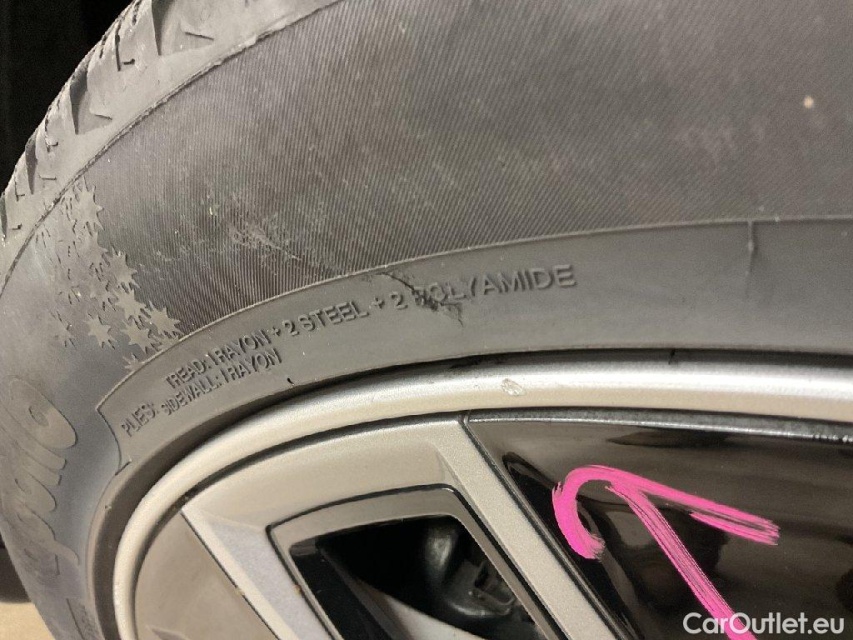 PLIES: TREAD: 1 RAYON + 2 STEEL + 2 POLYAMIDE
SIDEWALL: 1 RAYON
CarOutlet.eu